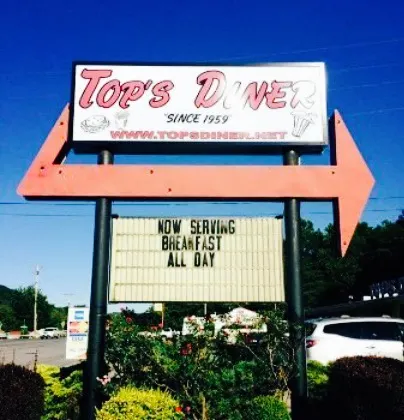 TOP'S DINER
"SINCE 1959"
WWW.TOPSDINER.NET
NOW SERVING
BREAKFAST
ALL DAY